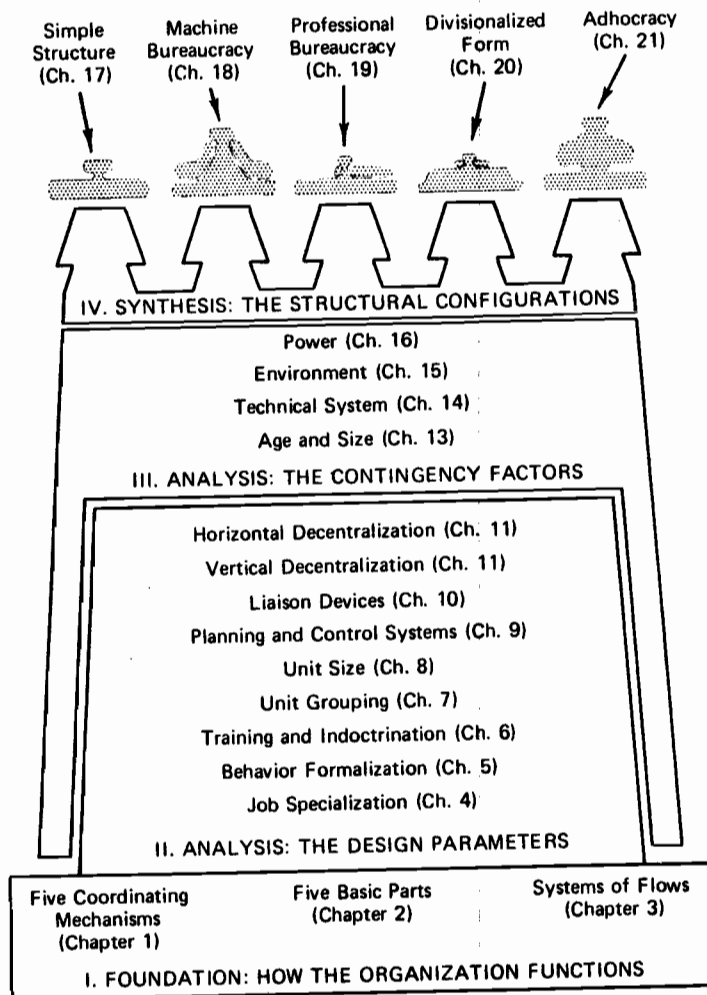 Simple
Structure
(Ch. 17)
Machine
Bureaucracy
(Ch. 18)
Professional
Bureaucracy
(Ch. 19)
Divisionalized
Form
(Ch. 20)
Adhocracy
(Ch. 21)
IV. SYNTHESIS: THE STRUCTURAL CONFIGURATIONS
Power (Ch. 16)
Environment (Ch. 15)
Technical System (Ch. 14)
Age and Size (Ch. 13)
III. ANALYSIS: THE CONTINGENCY FACTORS
Horizontal Decentralization (Ch. 11)
Vertical Decentralization (Ch. 11)
Liaison Devices (Ch. 10)
Planning and Control Systems (Ch. 9)
Unit Size (Ch. 8)
Unit Grouping (Ch. 7)
Training and Indoctrination (Ch. 6)
Behavior Formalization (Ch. 5)
Job Specialization (Ch. 4)
II. ANALYSIS: THE DESIGN PARAMETERS
Five Coordinating
Mechanisms
(Chapter 1)
Five Basic Parts
(Chapter 2)
Systems of Flows
(Chapter 3)
I. FOUNDATION: HOW THE ORGANIZATION FUNCTIONS